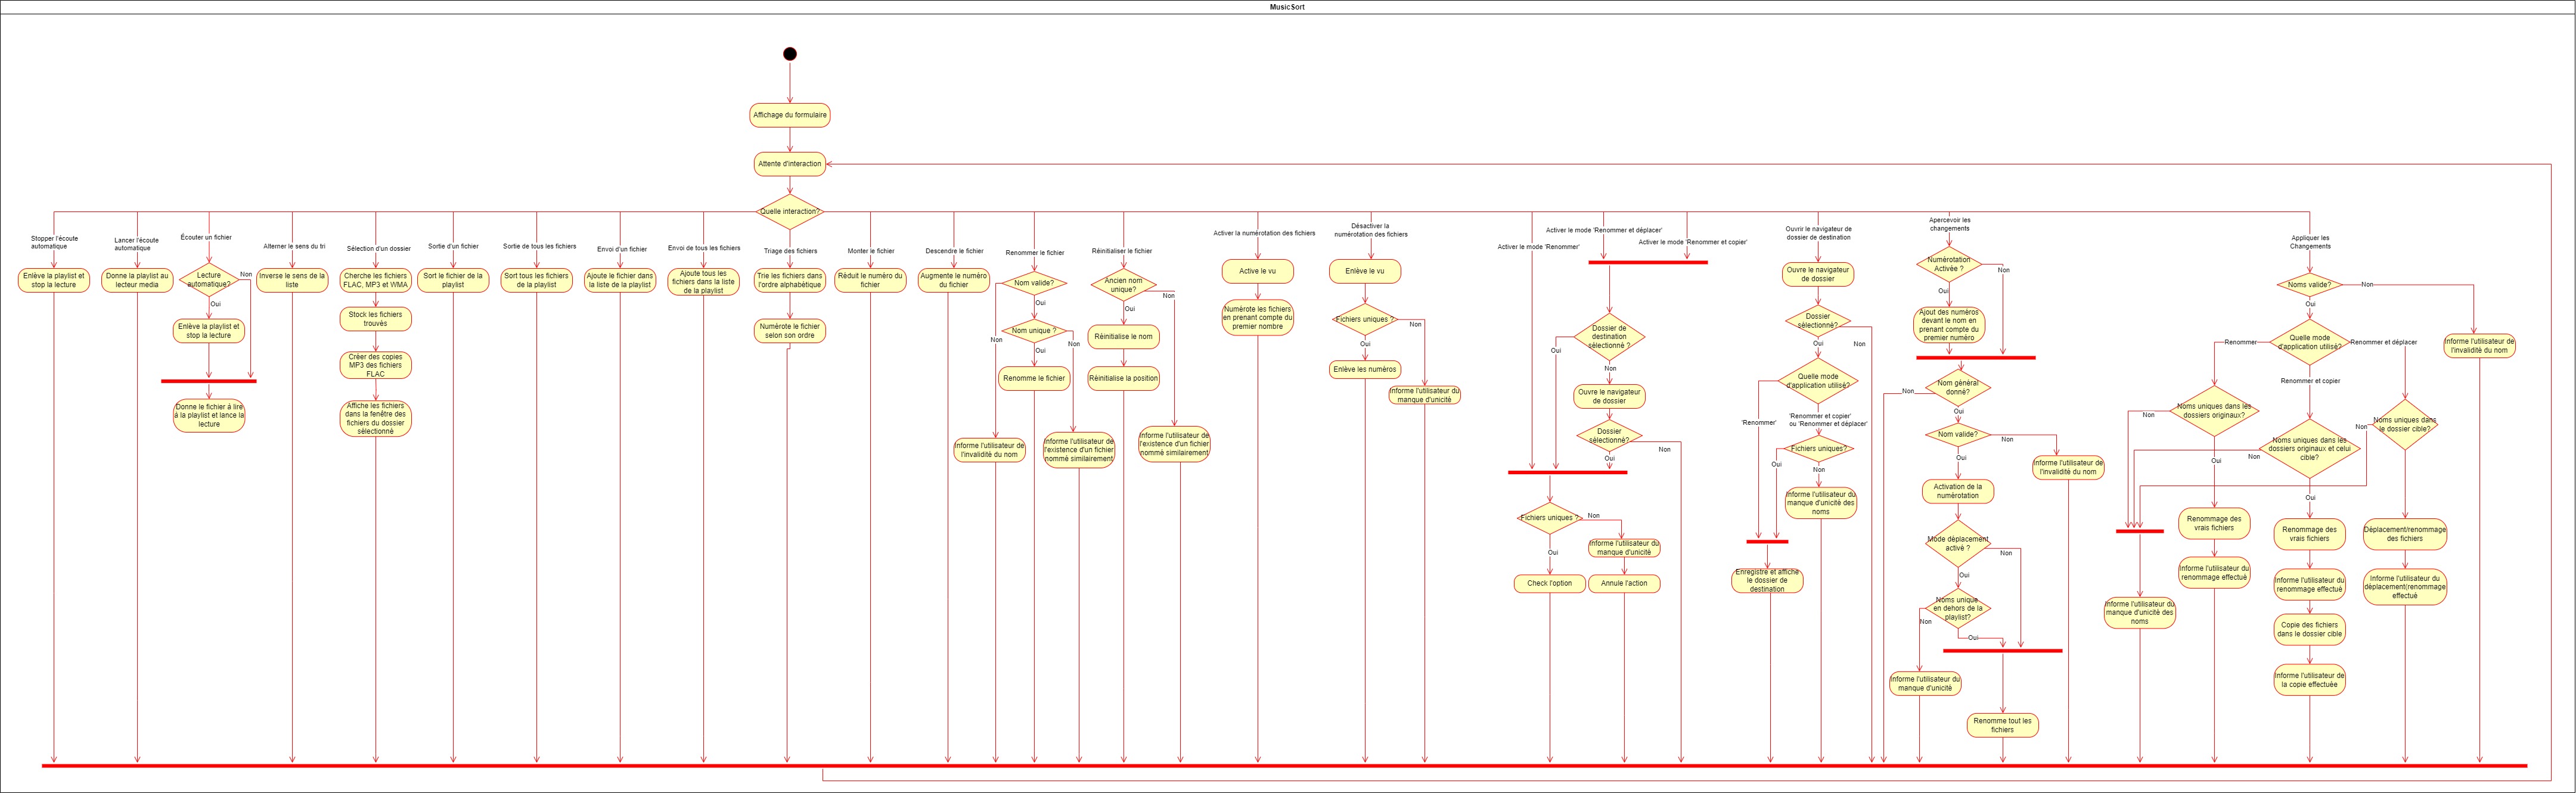 MusicSort
Affichage du formulaire
Attente d'interaction
Quelle interaction?
Stopper l'écoute
automatique
Enlève la playlist et
stop la lecture
Lancer l'écoute
automatique
Donne la playlist au
lecteur media
Écouter un fichier
Lecture
automatique?
Non
Oui
Enlève la playlist et
stop la lecture
Donne le fichier à lire
à la playlist et lance la
lecture
Alterner le sens du tri
Inverse le sens de la
liste
Sélection d'un dossier
Cherche les fichiers
FLAC, MP3 et WMA
Stock les fichiers
trouvés
Créer des copies
MP3 des fichiers
FLAC
Affiche les fichiers
dans la fenêtre des
fichiers du dossier
sélectionné
Sortie d'un fichier
Sort le fichier de la
playlist
Sortie de tous les fichiers
Sort tous les fichiers
de la playlist
Envoi d'un fichier
Ajoute le fichier dans
la liste de la playlist
Envoi de tous les fichiers
Ajoute tous les
fichiers dans la liste
de la playlist
Triage des fichiers
Trie les fichiers dans
l'ordre alphabétique
Numérote le fichier
selon son ordre
Monter le fichier
Réduit le numéro du
fichier
Descendre le fichier
Augmente le numéro
du fichier
Renommer le fichier
Nom valide?
Oui
Nom unique ?
Non
Non
Oui
Renomme le fichier
Informe l'utilisateur de
l'invalidité du nom
Informe l'utilisateur de
l'existence d'un fichier
nommé similairement
Réinitialiser le fichier
Ancien nom
unique?
Non
Oui
Réinitialise le nom
Réinitialise la position
Informe l'utilisateur de
l'existence d'un fichier
nommé similairement
Activer la numérotation des fichiers
Active le vu
Numérote les fichiers
en prenant compte du
premier nombre
Désactiver la
numérotation des fichiers
Enlève le vu
Fichiers uniques ?
Non
Oui
Enlève les numéros
Informe l'utilisateur du
manque d'unicité
Activer le mode 'Renommer'
Activer le mode 'Renommer et déplacer'
Activer le mode 'Renommer et copier'
Dossier de
destination
sélectionné ?
Oui
Non
Ouvre le navigateur
de dossier
Dossier
sélectionné?
Oui
Non
Fichiers uniques ?
Non
Oui
Informe l'utilisateur du
manque d'unicité
Check l'option
Annule l'action
Ouvrir le navigateur de
dossier de destination
Ouvre le navigateur
de dossier
Dossier
sélectionné?
Oui
Non
Quelle mode
d'application utilisé?
'Renommer'
'Renommer et copier'
ou 'Renommer et déplacer'
Fichiers uniques?
Oui
Non
Informe l'utilisateur du
manque d'unicité des
noms
Enregistre et affiche
le dossier de
destination
Apercevoir les
changements
Numérotation
Activée ?
Non
Oui
Ajout des numéros
devant le nom en
prenant compte du
premier numéro
Nom général
donné?
Non
Oui
Nom valide?
Non
Oui
Informe l'utilisateur de
l'invalidité du nom
Activation de la
numérotation
Mode déplacement
activé ?
Non
Oui
Noms unique
en dehors de la
playlist?
Non
Oui
Informe l'utilisateur du
manque d'unicité
Renomme tout les
fichiers
Appliquer les
Changements
Noms valide?
Non
Oui
Quelle mode
d'application utilisé?
Renommer
Renommer et déplacer
Renommer et copier
Informe l'utilisateur de
l'invalidité du nom
Noms uniques dans les
dossiers originaux?
Non
Oui
Noms uniques dans les
dossiers originaux et celui
cible?
Non
Oui
Noms uniques dans
le dossier cible?
Non
Oui
Informe l'utilisateur du
manque d'unicité des
noms
Renommage des
vrais fichiers
Informe l'utilisateur du
renommage effectué
Renommage des
vrais fichiers
Informe l'utilisateur du
renommage effectué
Copie des fichiers
dans le dossier cible
Informe l'utilisateur de
la copie effectuée
Déplacement/renommage
des fichiers
Informe l'utilisateur du
déplacement(renommage
effectué